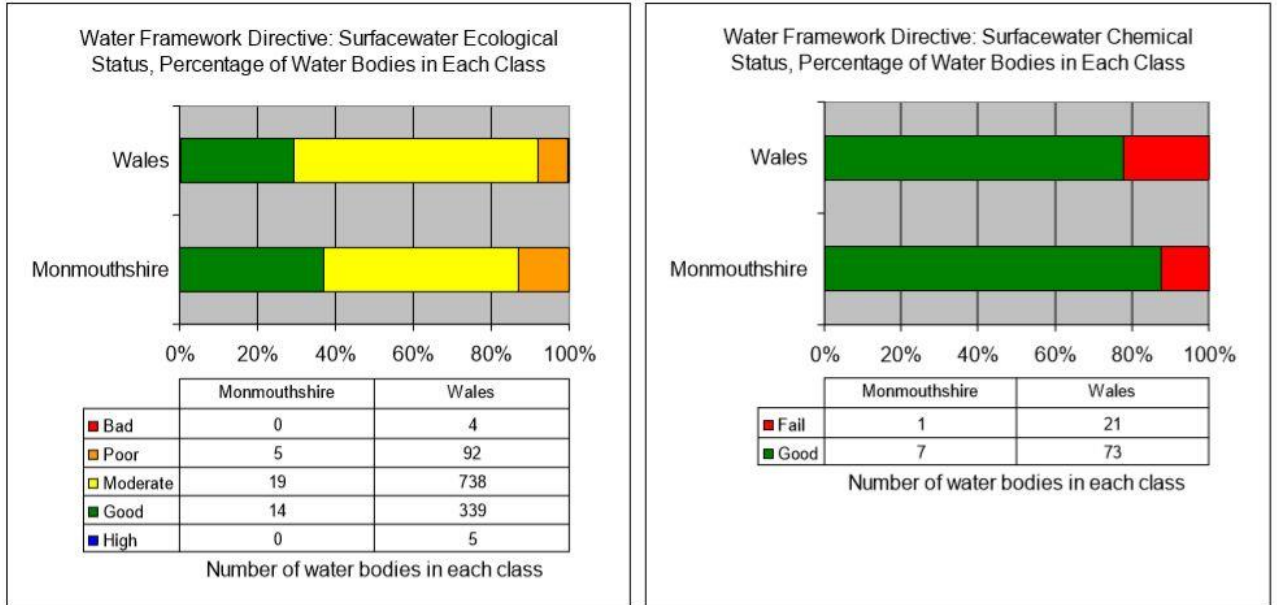 Water Framework Directive: Surfacewater Ecological
Status, Percentage of Water Bodies in Each Class
Wales
Monmouthshire
0% 20% 40% 60% 80% 100%
Monmouthshire Wales
Bad 0 4
Poor 5 92
Moderate 19 738
Good 14 339
High 0 5
Number of water bodies in each class
Water Framework Directive: Surfacewater Chemical
Status, Percentage of Water Bodies in Each Class
Wales
Monmouthshire
0% 20% 40% 60% 80% 100%
Monmouthshire Wales
Fail 1 21
Good 7 73
Number of water bodies in each class